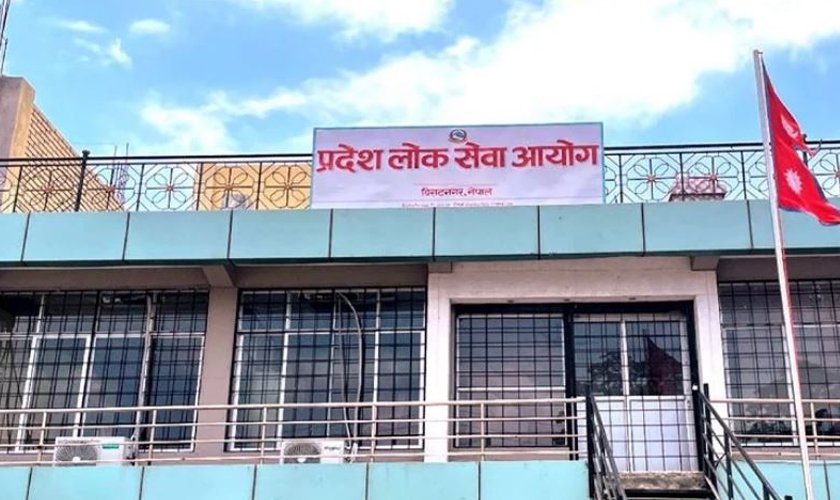 प्रदेश लोक सेवा आयोग
विराटनगर, नेपाल